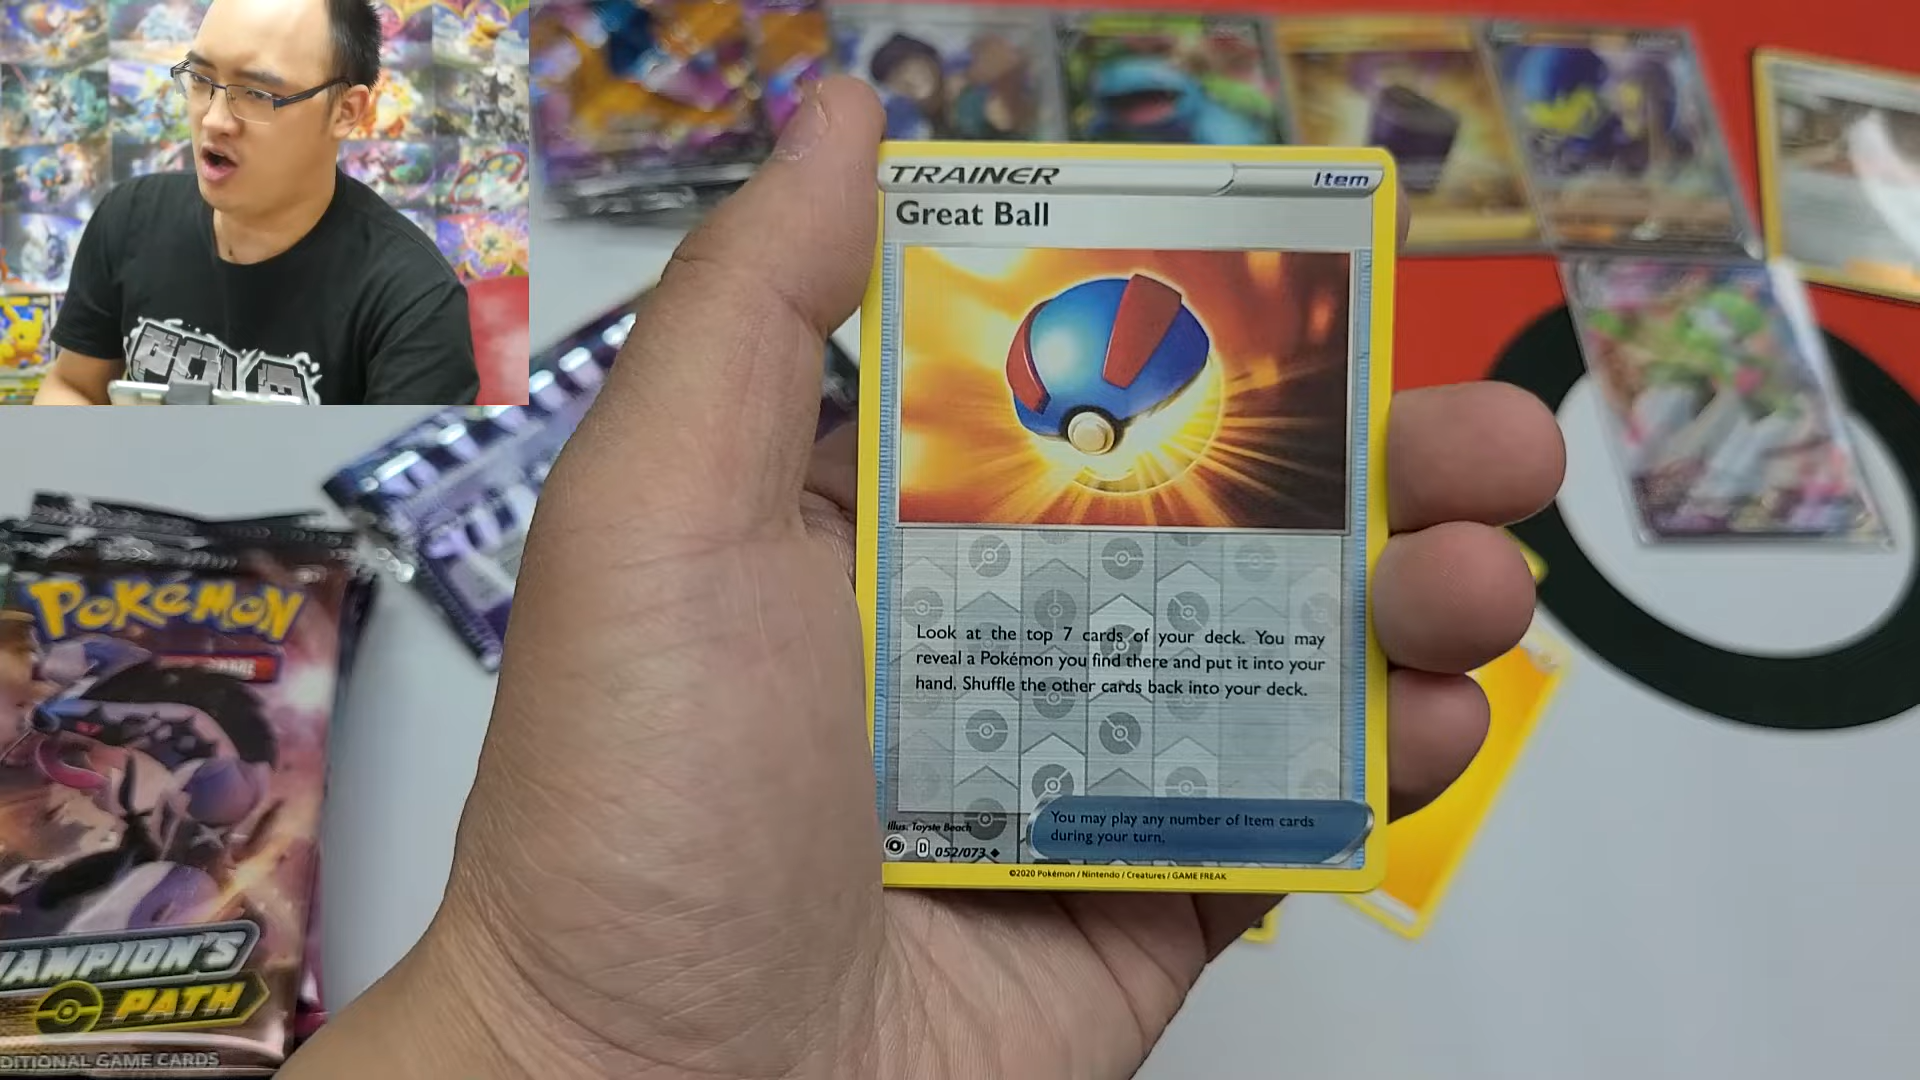 TRAINER
Item
Great Ball
Look at the top 7 cards of your deck. You may
reveal a Pokémon you find there and put it into your
hand. Shuffle the other cards back into your deck.
You may play any number of Item cards
during your turn.
Illus. Toyste Beach
D 052/073
©2020 Pokémon / Nintendo / Creatures / GAME FREAK
POKéMON
HAMPION'S
PATH
DITIONAL GAME CARDS